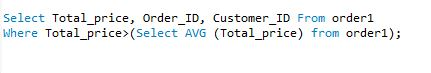 Select Total_price, Order_ID, Customer_ID From order1
Where Total_price>(Select AVG (Total_price) from order1);